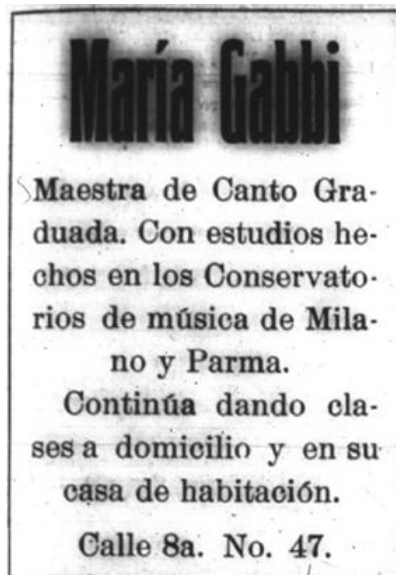 María Gabbi
Maestra de Canto Gra-
duada. Con estudios he-
chos en los Conservato-
rios de música de Mila-
no y Parma.
Continúa dando cla-
ses a domicilio y en su
casa de habitación.
Calle 8a. No. 47.